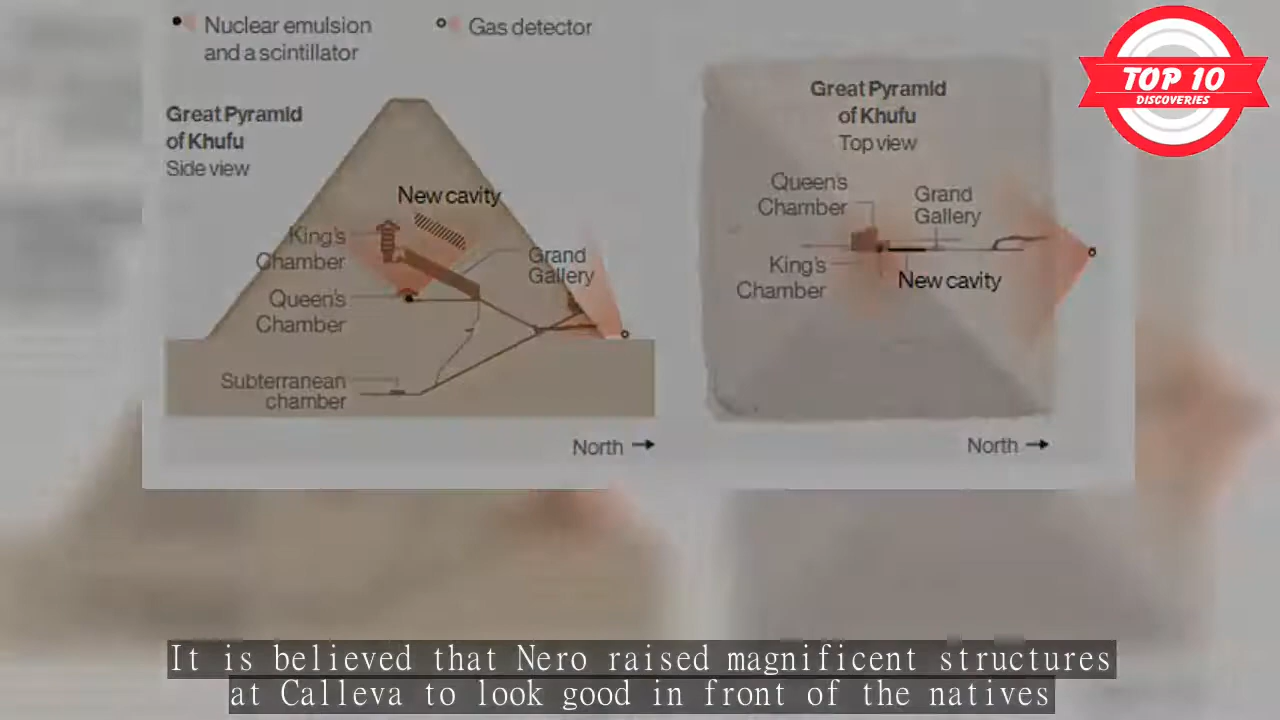 Nuclear emulsion
and a scintillator
Gas detector
TOP 10
DISCOVERIES
Great Pyramid
of Khufu
Side view
New cavity
King's
Chamber
Grand
Gallery
Queen's
Chamber
Subterranean
chamber
North
Great Pyramid
of Khufu
Top view
Queen's
Chamber
Grand
Gallery
King's
Chamber
New cavity
North
It is believed that Nero raised magnificent structures
at Calleva to look good in front of the natives